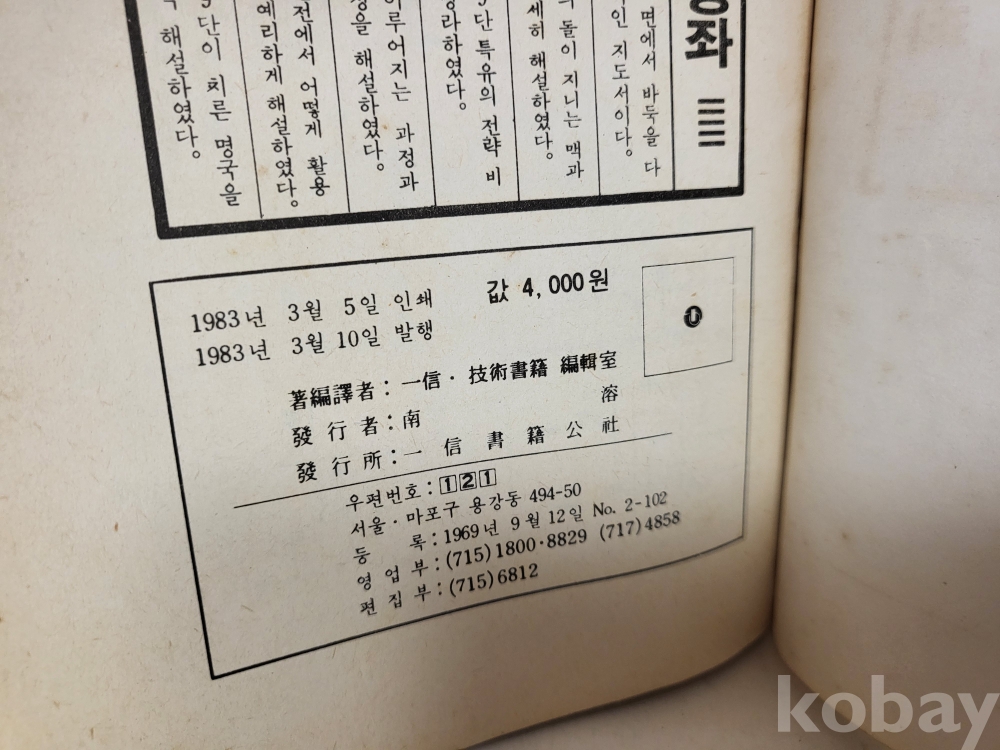 강좌
면에서 바둑을 다
인 지도서이다.
의 돌이 지니는 맥과
세히 해설하였다.
단 특유의 전략 비
망라하였다.
이루어지는 과정과
을 해설하였다.
전에서 어떻게 활용
예리하게 해설하였다.
9단이 치른 명국을
해설하였다.
1983년 3월 5일 인쇄
1983년 3월 10일 발행
값 4,000원
著編譯者: 一信·技術書籍 編輯室
發行者: 南 溶
發行所: 一信書籍公社
우편번호: 121
서울·마포구 용강동 494-50
등 록: 1969년 9월 12일 No. 2-102
영업부: (715)1800·8829 (717)4858
편집부: (715)6812
kobay